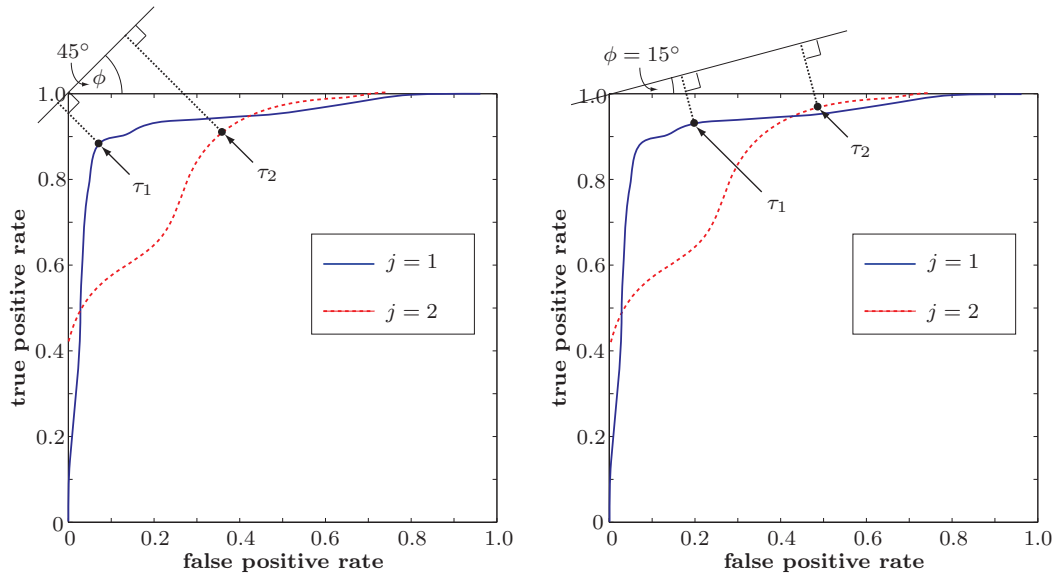 45°
ϕ
1.0
0.8
0.6
0.4
0.2
0
0
0.2
0.4
0.6
0.8
1.0
true positive rate
false positive rate
τ1
τ2
j = 1
j = 2
ϕ = 15°
1.0
0.8
0.6
0.4
0.2
0
0
0.2
0.4
0.6
0.8
1.0
true positive rate
false positive rate
τ2
τ1
j = 1
j = 2